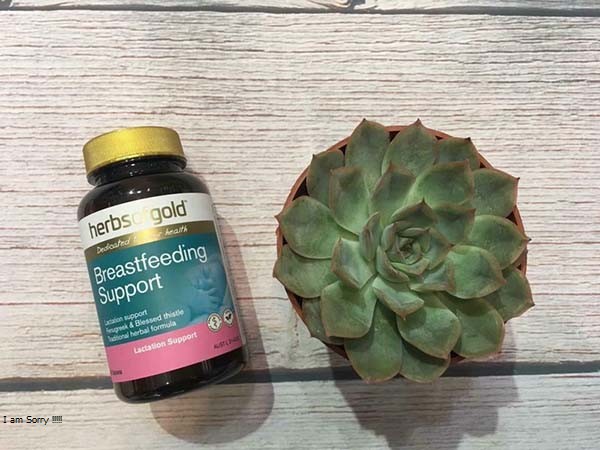 herbsofgold
Dedicated to your health
Breastfeeding
Support
Lactation support
Fenugreek & Blessed thistle
Traditional herbal formula
Lactation Support
I am Sorry !!!!!